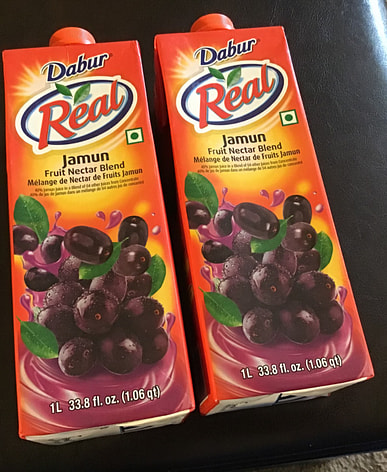 Dabur
Real
Jamun
Fruit Nectar Blend
Mélange de Nectar de Fruits Jamun
1L 33.8 fl. oz. (1.06 qt)
Dabur
Real
Jamun
Fruit Nectar Blend
Mélange de Nectar de Fruits Jamun
1L 33.8 fl. oz. (1.06 qt)